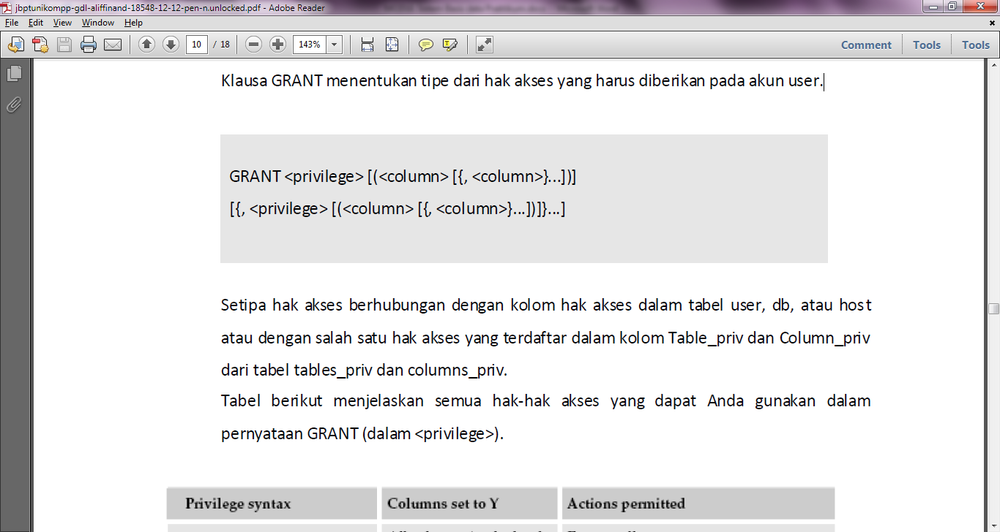 jbptunikompp-gdl-aliffinand-18548-12-12-pen-n.unlocked.pdf - Adobe Reader
File Edit View Window Help
10 / 18 143% Comment Tools Tools
Klausa GRANT menentukan tipe dari hak akses yang harus diberikan pada akun user.
GRANT <privilege> [(<column> [{, <column>}...])]
[{, <privilege> [(<column> [{, <column>}...])]}...]
Setipa hak akses berhubungan dengan kolom hak akses dalam tabel user, db, atau host
atau dengan salah satu hak akses yang terdaftar dalam kolom Table_priv dan Column_priv
dari tabel tables_priv dan columns_priv.
Tabel berikut menjelaskan semua hak-hak akses yang dapat Anda gunakan dalam
pernyataan GRANT (dalam <privilege>).
Privilege syntax Columns set to Y Actions permitted